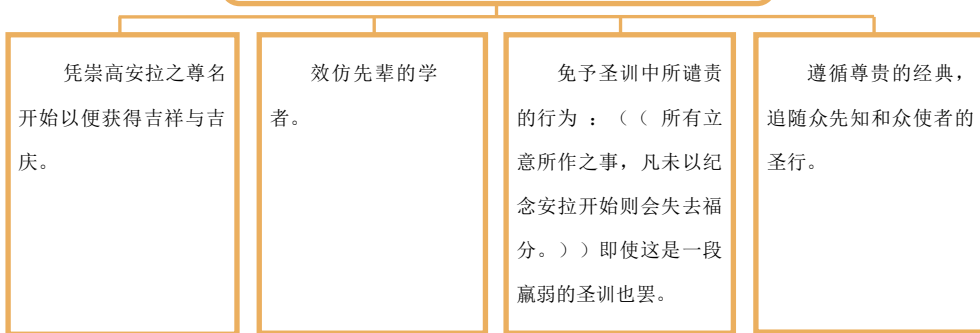 凭崇高安拉之尊名
开始以便获得吉祥与吉
庆。
效仿先辈的学
者。
免予圣训中所谴责
的行为 ：（（ 所有立
意所作之事，凡未以纪
念安拉开始则会失去福
分。））即使这是一段
羸弱的圣训也罢。
遵循尊贵的经典，
追随众先知和众使者的
圣行。